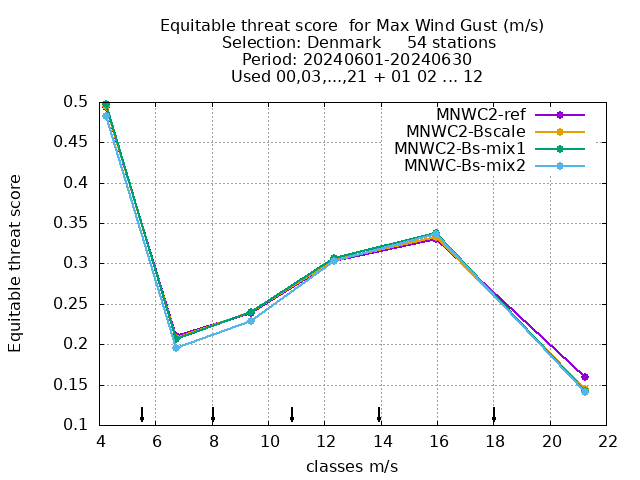 Equitable threat score  for Max Wind Gust (m/s)
Selection: Denmark     54 stations
Period: 20240601-20240630
Used 00,03,...,21 + 01 02 ... 12
MNWC2-ref
MNWC2-Bscale
MNWC2-Bs-mix1
MNWC-Bs-mix2
Equitable threat score
0.5
0.45
0.4
0.35
0.3
0.25
0.2
0.15
0.1
4 6 8 10 12 14 16 18 20 22
classes m/s